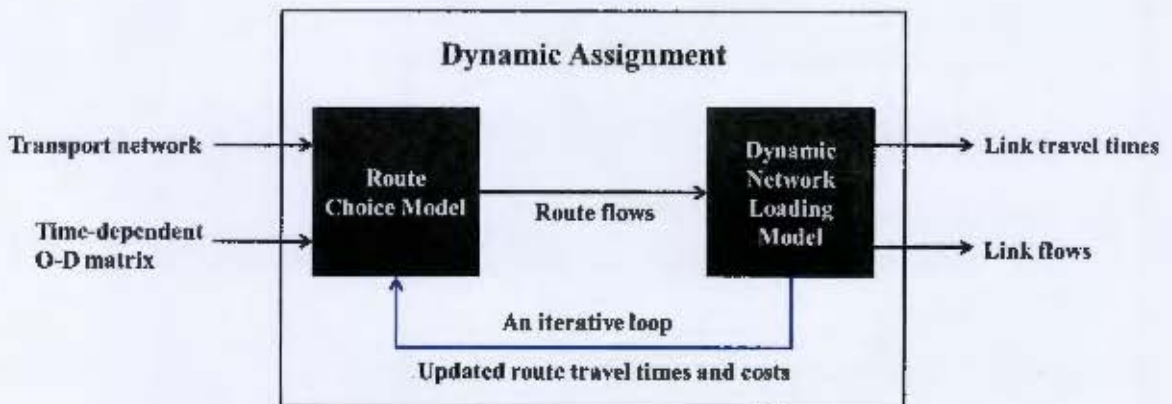 Dynamic Assignment
Transport network
Time-dependent
O-D matrix
Route
Choice Model
Route flows
Dynamic
Network
Loading
Model
Link travel times
Link flows
An iterative loop
Updated route travel times and costs